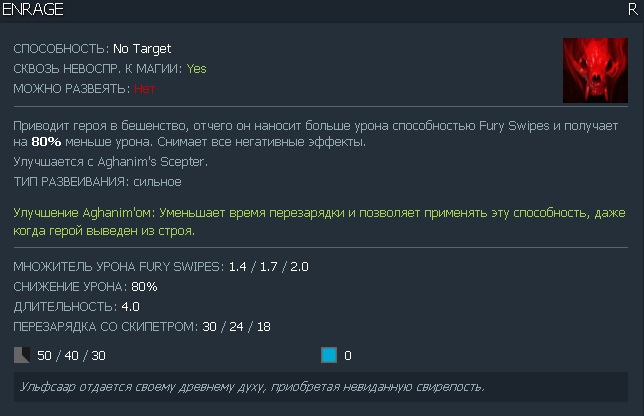 ENRAGE R
СПОСОБНОСТЬ: No Target
СКВОЗЬ НЕВОСПР. К МАГИИ: Yes
МОЖНО РАЗВЕЯТЬ: Нет
Приводит героя в бешенство, отчего он наносит больше урона способностью Fury Swipes и получает
на 80% меньше урона. Снимает все негативные эффекты.
Улучшается с Aghanim's Scepter.
ТИП РАЗВЕИВАНИЯ: сильное
Улучшение Aghanim'ом: Уменьшает время перезарядки и позволяет применять эту способность, даже
когда герой выведен из строя.
МНОЖИТЕЛЬ УРОНА FURY SWIPES: 1.4 / 1.7 / 2.0
СНИЖЕНИЕ УРОНА: 80%
ДЛИТЕЛЬНОСТЬ: 4.0
ПЕРЕЗАРЯДКА СО СКИПЕТРОМ: 30 / 24 / 18
50 / 40 / 30 0
Ульфсаар отдается своему древнему духу, приобретая невиданную свирепость.